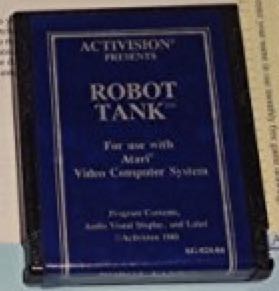 ACTIVISION®
PRESENTS
ROBOT
TANK™
For use with
Atari®
Video Computer System
Program Contents,
Audio Visual Display, and Label
©Activision 1983